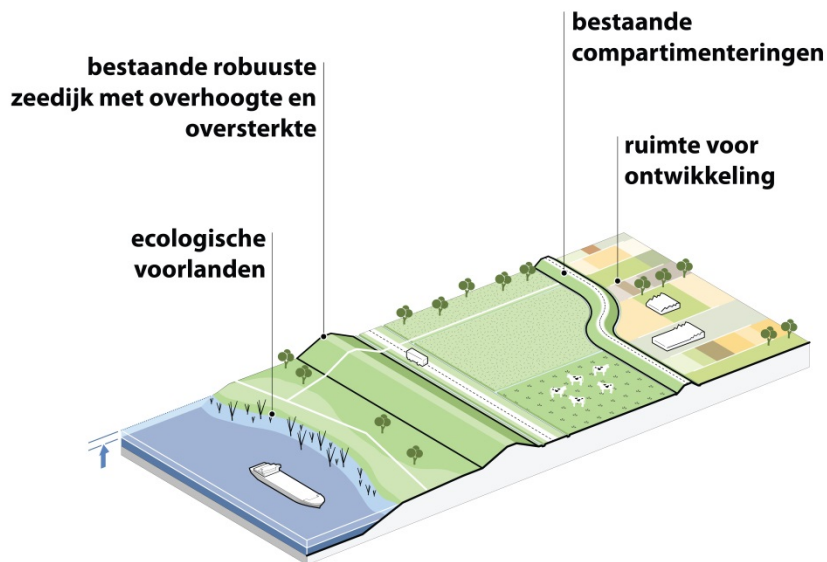 bestaande
compartimenteringen
bestaande robuuste
zeedijk met overhoogte en
oversterkte
ruimte voor
ontwikkeling
ecologische
voorlanden